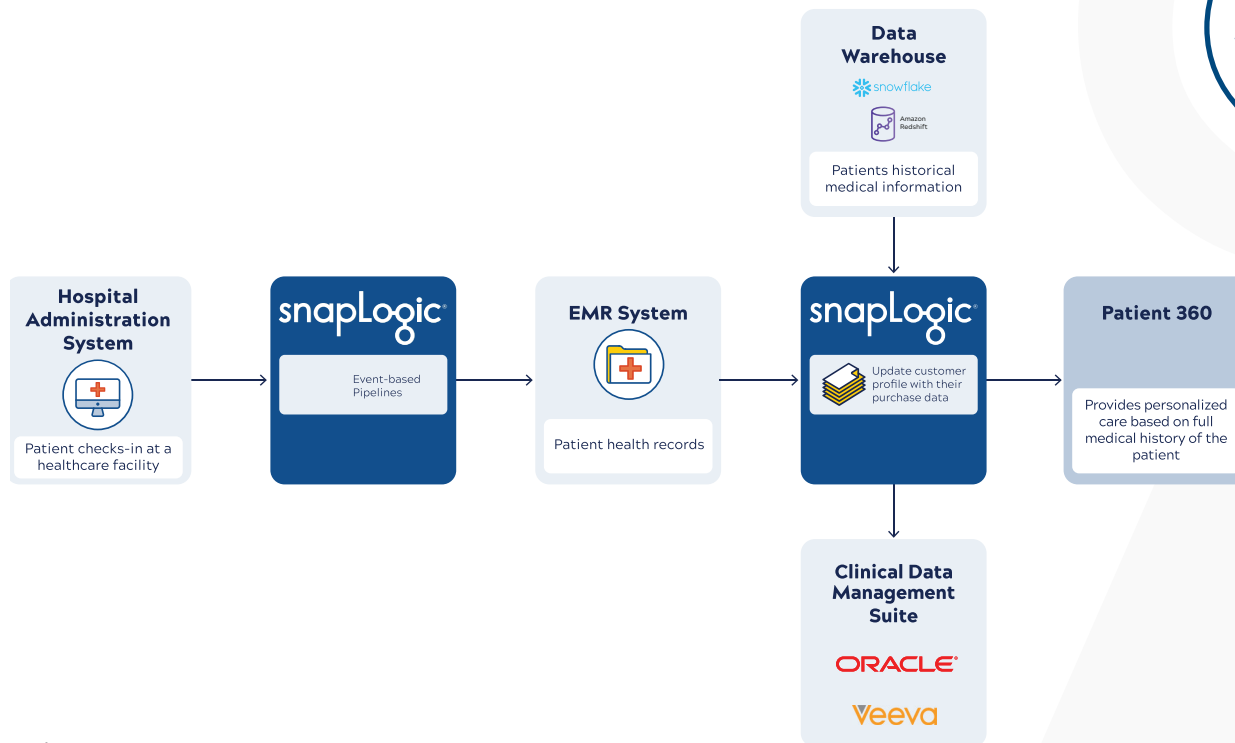 Data
Warehouse
snowflake
Amazon
Redshift
Patients historical
medical information
Hospital
Administration
System
Patient checks-in at a
healthcare facility
snapLogic®
Event-based
Pipelines
EMR System
Patient health records
snapLogic®
Update customer
profile with their
purchase data
Patient 360
Provides personalized
care based on full
medical history of the
patient
Clinical Data
Management
Suite
ORACLE®
Veeva